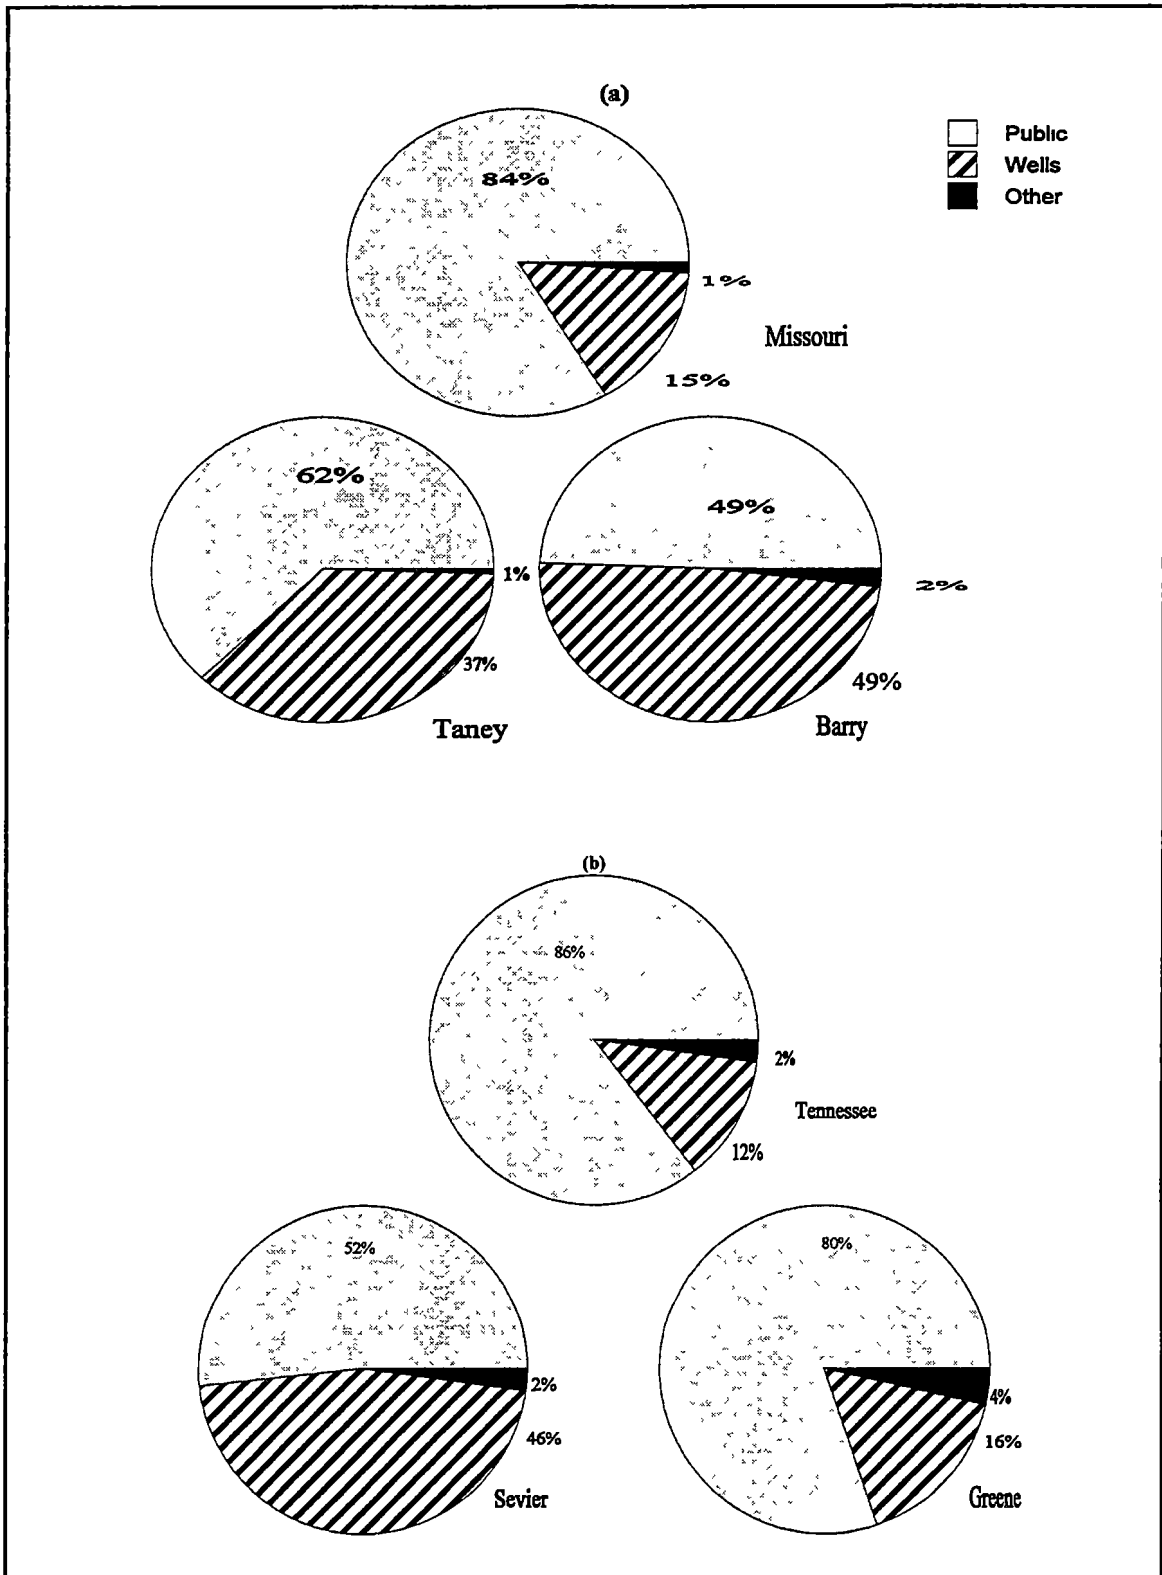 (a)
Public
Wells
Other
84%
1%
Missouri
15%
62%
49%
1%
2%
37%
49%
Taney
Barry
(b)
86%
2%
Tennessee
12%
52%
80%
2%
4%
46%
16%
Sevier
Greene